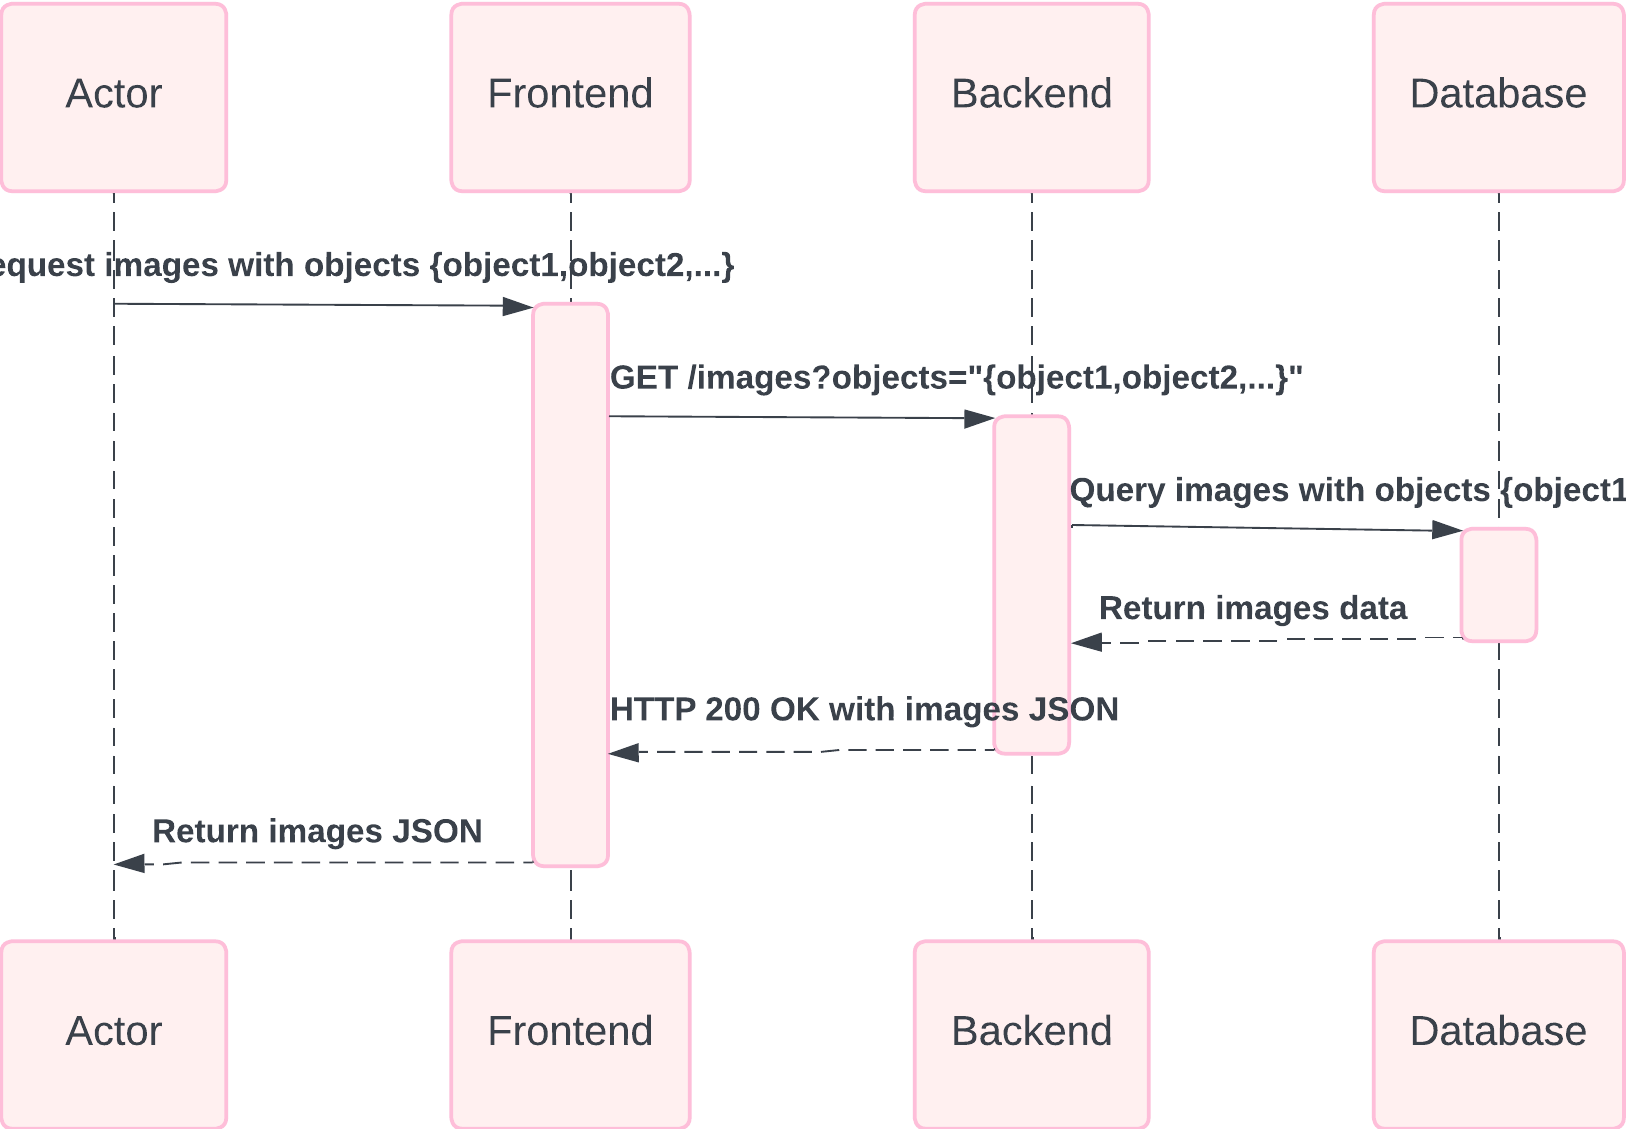 Actor
Frontend
Backend
Database
equest images with objects {object1,object2,...}
GET /images?objects="{object1,object2,...}"
Query images with objects {object1
Return images data
HTTP 200 OK with images JSON
Return images JSON
Actor
Frontend
Backend
Database